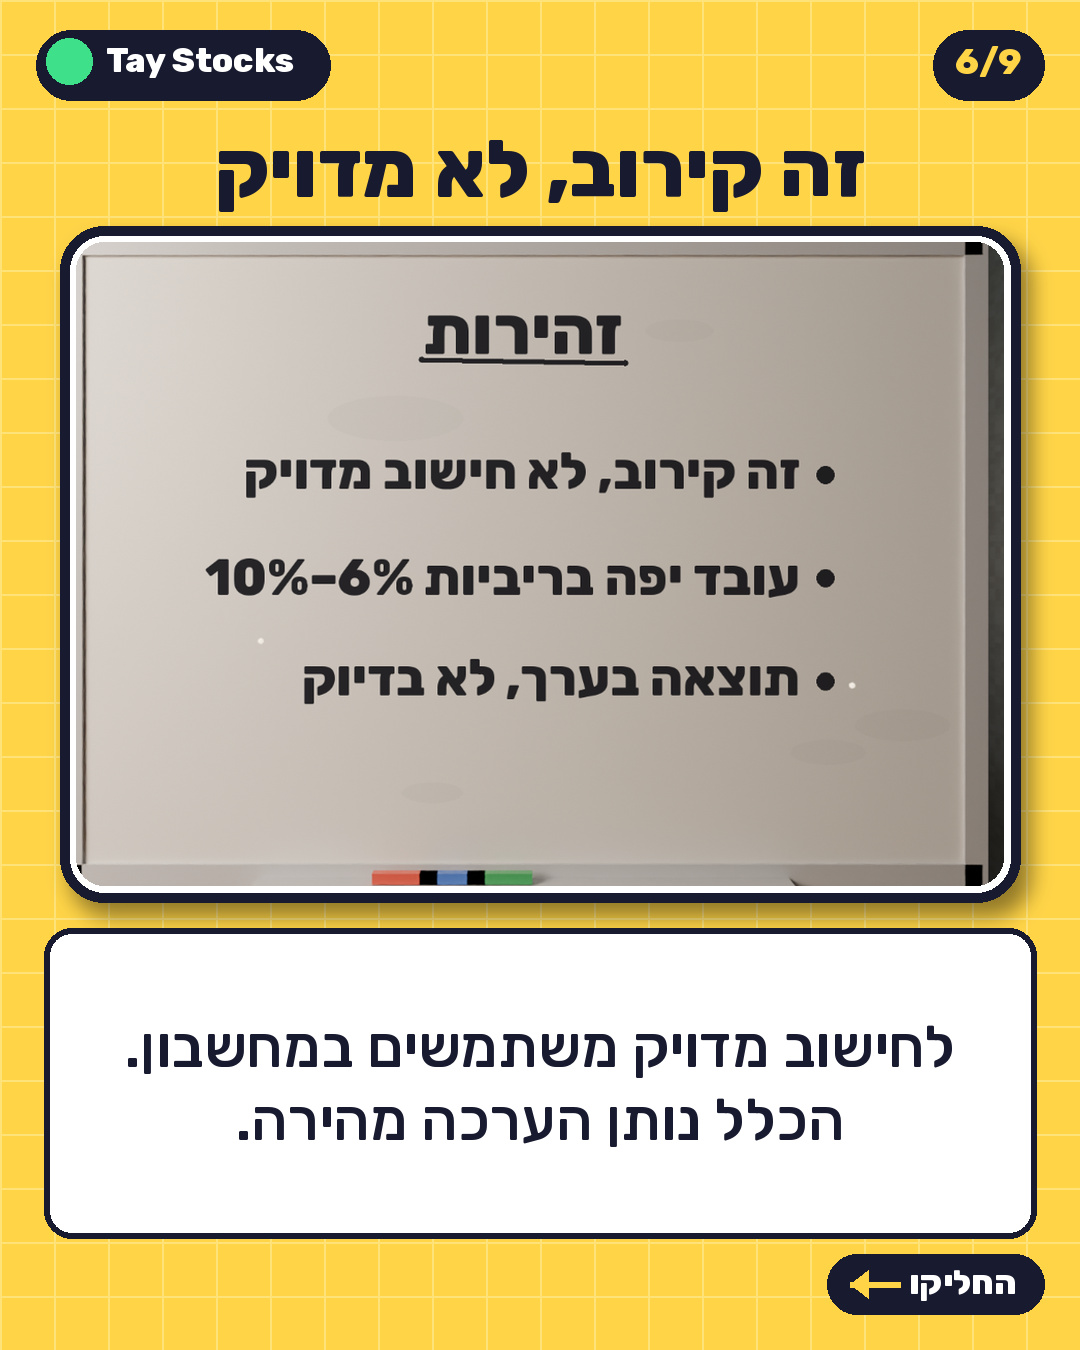 Tay Stocks
6/9
זה קירוב, לא מדויק
זהירות
• זה קירוב, לא חישוב מדויק
• עובד יפה בריביות 6%–10%
• תוצאה בערך, לא בדיוק
לחישוב מדויק משתמשים במחשבון.
הכלל נותן הערכה מהירה.
החליקו